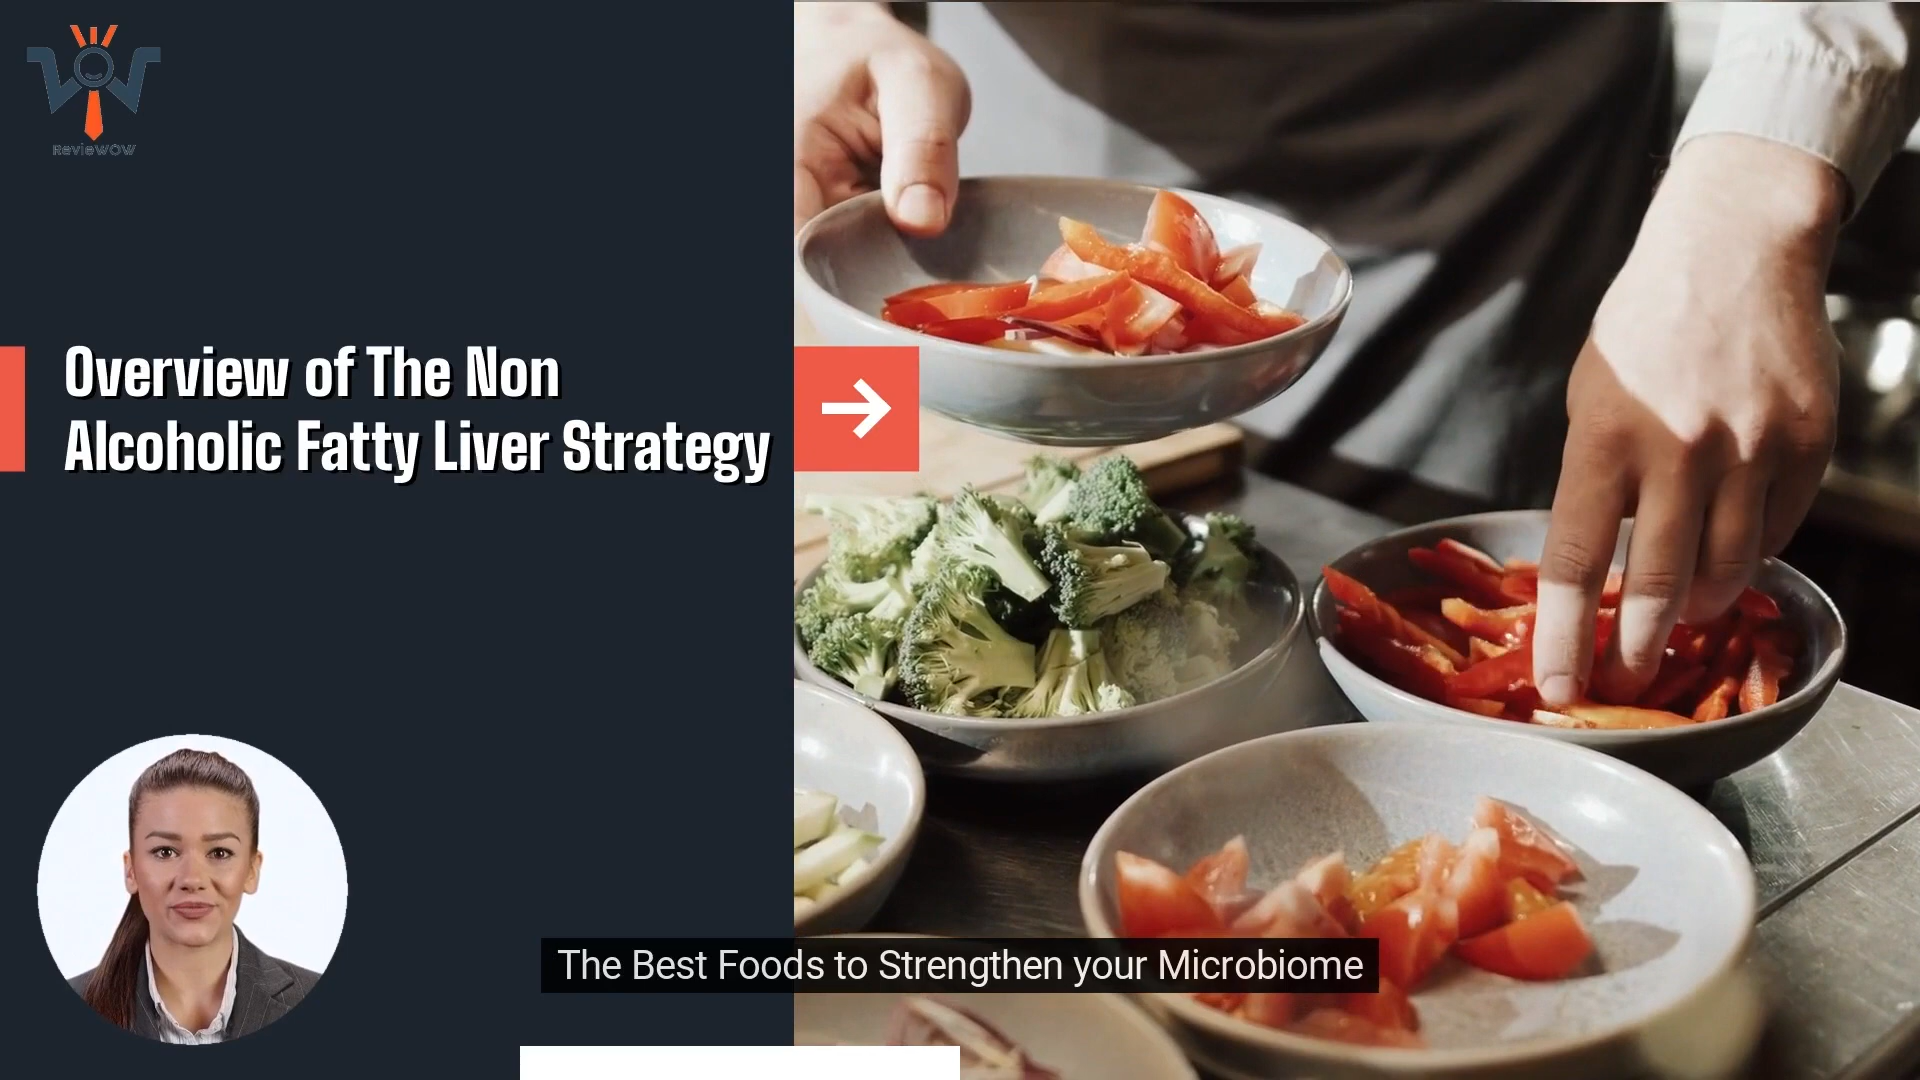 RevieWOW
Overview of The Non
Alcoholic Fatty Liver Strategy
The Best Foods to Strengthen your Microbiome